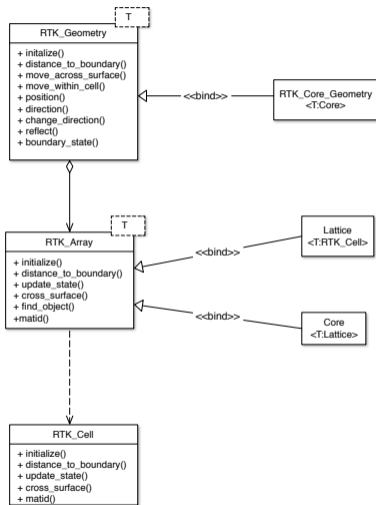 T
RTK_Geometry
+ initalize()
+ distance_to_boundary()
+ move_across_surface()
+ move_within_cell()
+ position()
+ direction()
+ change_direction()
+ reflect()
+ boundary_state()
<<bind>>
RTK_Core_Geometry
<T:Core>
T
RTK_Array
+ initialize()
+ distance_to_boundary()
+ update_state()
+ cross_surface()
+ find_object()
+matid()
<<bind>>
Lattice
<T:RTK_Cell>
<<bind>>
Core
<T:Lattice>
RTK_Cell
+ initialize()
+ distance_to_boundary()
+ update_state()
+ cross_surface()
+ matid()